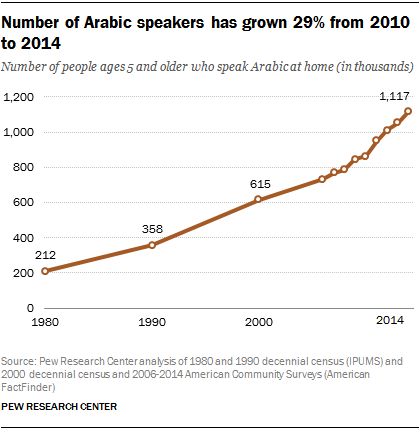 Number of Arabic speakers has grown 29% from 2010
to 2014
Number of people ages 5 and older who speak Arabic at home (in thousands)
1,200
1,000
800
600
400
200
0
212
358
615
1,117
1980
1990
2000
2014
Source: Pew Research Center analysis of 1980 and 1990 decennial census (IPUMS) and
2000 decennial census and 2006-2014 American Community Surveys (American
FactFinder)
PEW RESEARCH CENTER